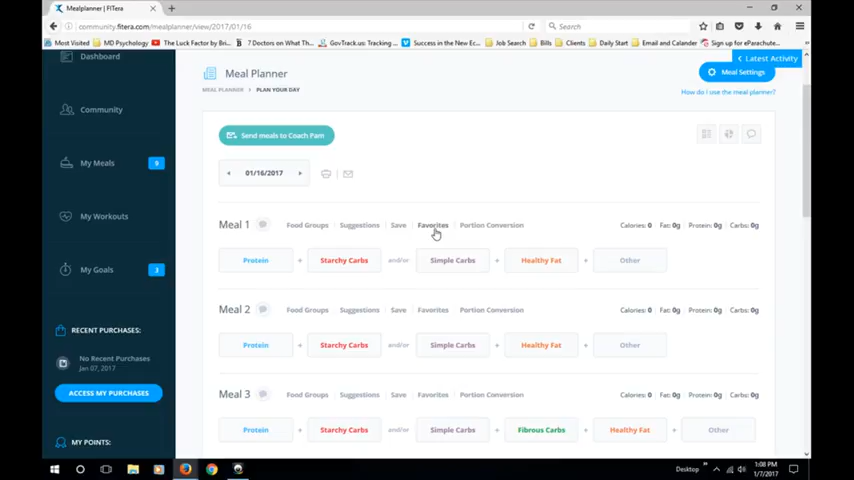 Mealplanner | FITera
community.fitera.com/mealplanner/view/2017/01/16
Search
Most Visited MD Psychology The Luck Factor by Bri... 7 Doctors on What Th... GovTrack.us: Tracking ... Success in the New Ec... Job Search Bills Clients Daily Start Email and Calander Sign up for eParachute...
Latest Activity
Dashboard
Community
My Meals 9
My Workouts
My Goals 3
RECENT PURCHASES:
No Recent Purchases
Jan 07, 2017
ACCESS MY PURCHASES
MY POINTS:
Meal Planner
MEAL PLANNER > PLAN YOUR DAY
Meal Settings
How do I use the meal planner?
Send meals to Coach Pam
01/16/2017
Meal 1 Food Groups Suggestions Save Favorites Portion Conversion Calories: 0 Fat: 0g Protein: 0g Carbs: 0g
Protein + Starchy Carbs and/or Simple Carbs + Healthy Fat + Other
Meal 2 Food Groups Suggestions Save Favorites Portion Conversion Calories: 0 Fat: 0g Protein: 0g Carbs: 0g
Protein + Starchy Carbs and/or Simple Carbs + Healthy Fat + Other
Meal 3 Food Groups Suggestions Save Favorites Portion Conversion Calories: 0 Fat: 0g Protein: 0g Carbs: 0g
Protein + Starchy Carbs and/or Simple Carbs + Fibrous Carbs + Healthy Fat + Other
Desktop
1:08 PM
1/7/2017